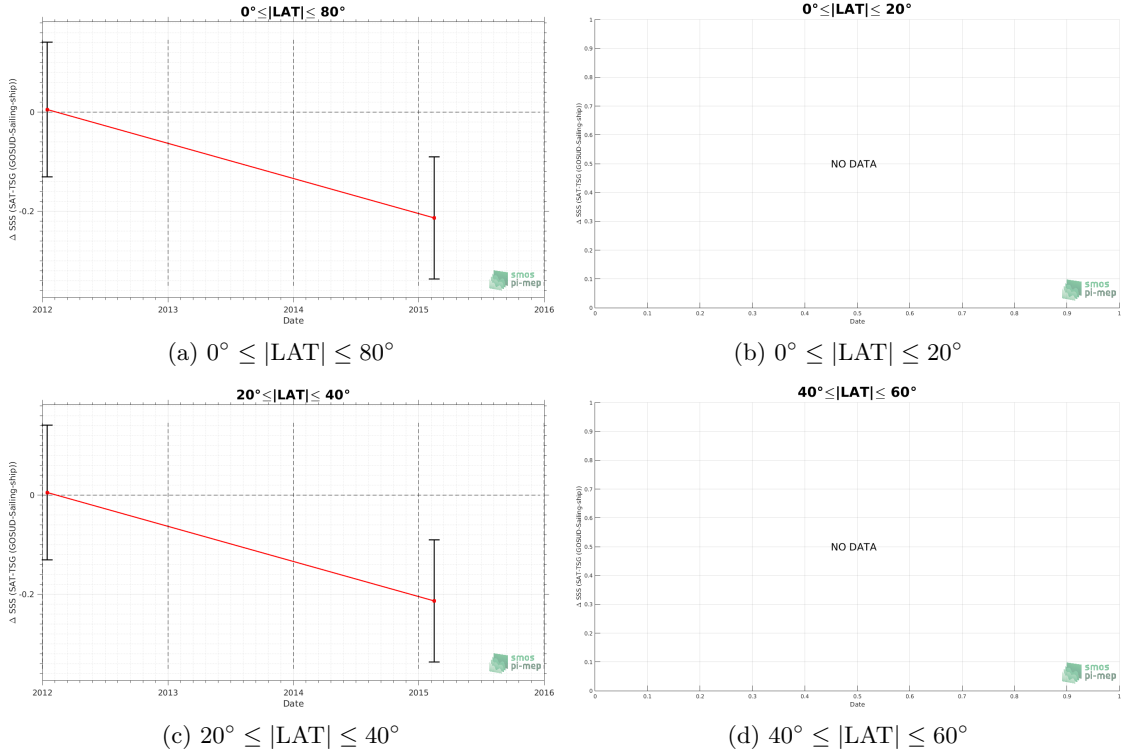 0°≤|LAT|≤ 80°
Δ SSS (SAT-TSG (GOSUD-Sailing-ship))
0
-0.2
2012 2013 2014 2015 2016
Date
smos
pi-mep
(a) 0° ≤ |LAT| ≤ 80°
0°≤|LAT|≤ 20°
Δ SSS (SAT-TSG (GOSUD-Sailing-ship))
1
0.9
0.8
0.7
0.6
0.5
0.4
0.3
0.2
0.1
0
NO DATA
0 0.1 0.2 0.3 0.4 0.5 0.6 0.7 0.8 0.9 1
Date
smos
pi-mep
(b) 0° ≤ |LAT| ≤ 20°
20°≤|LAT|≤ 40°
Δ SSS (SAT-TSG (GOSUD-Sailing-ship))
0
-0.2
2012 2013 2014 2015 2016
Date
smos
pi-mep
(c) 20° ≤ |LAT| ≤ 40°
40°≤|LAT|≤ 60°
Δ SSS (SAT-TSG (GOSUD-Sailing-ship))
1
0.9
0.8
0.7
0.6
0.5
0.4
0.3
0.2
0.1
0
NO DATA
0 0.1 0.2 0.3 0.4 0.5 0.6 0.7 0.8 0.9 1
Date
smos
pi-mep
(d) 40° ≤ |LAT| ≤ 60°